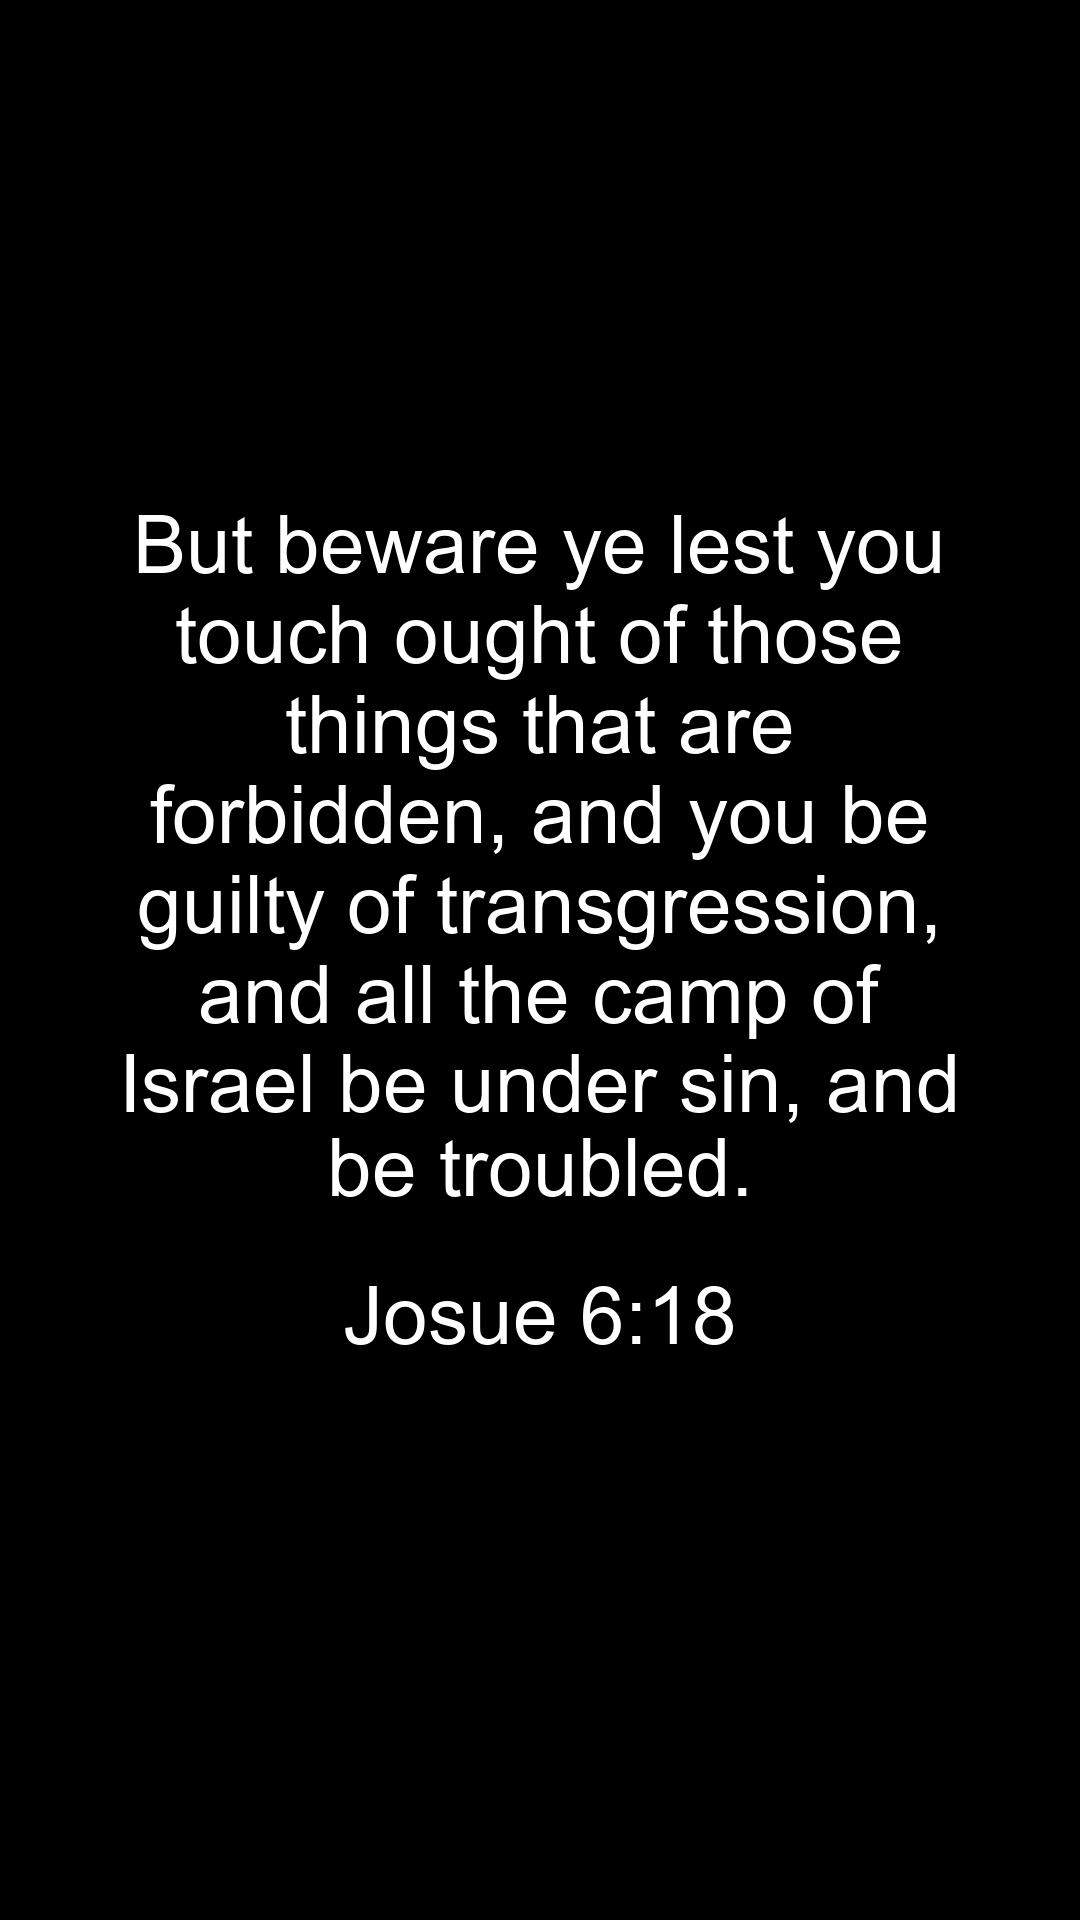 But beware ye lest you
touch ought of those
things that are
forbidden, and you be
guilty of transgression,
and all the camp of
Israel be under sin, and
be troubled.
Josue 6:18